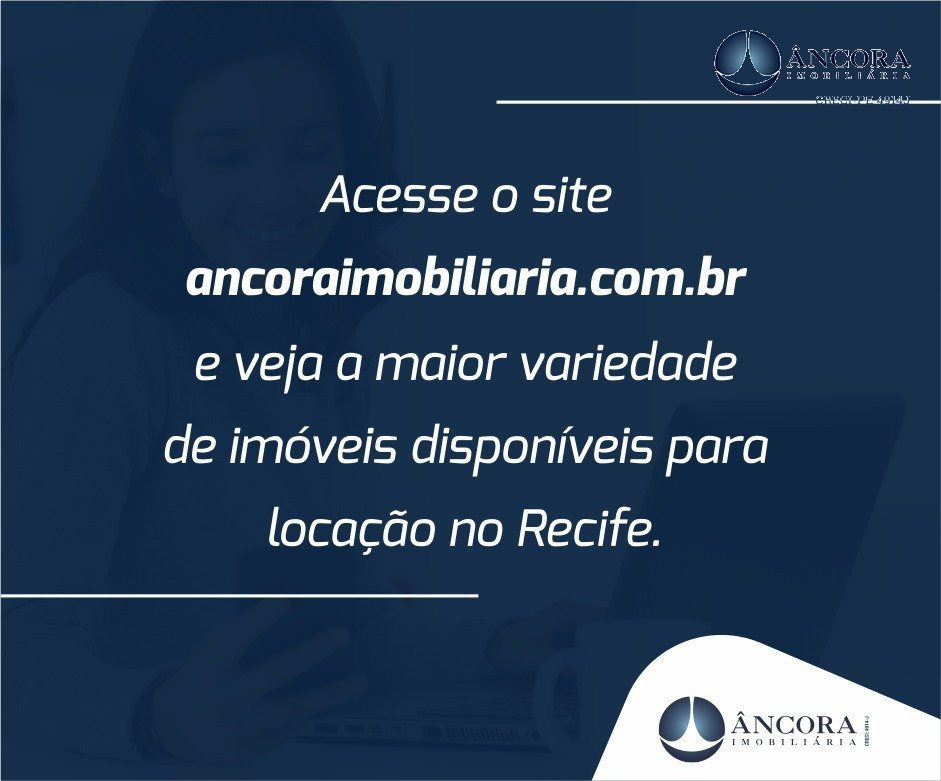 ÂNCORA
IMOBILIÁRIA
Acesse o site
ancoraimobiliaria.com.br
e veja a maior variedade
de imóveis disponíveis para
locação no Recife.
ÂNCORA
IMOBILIÁRIA